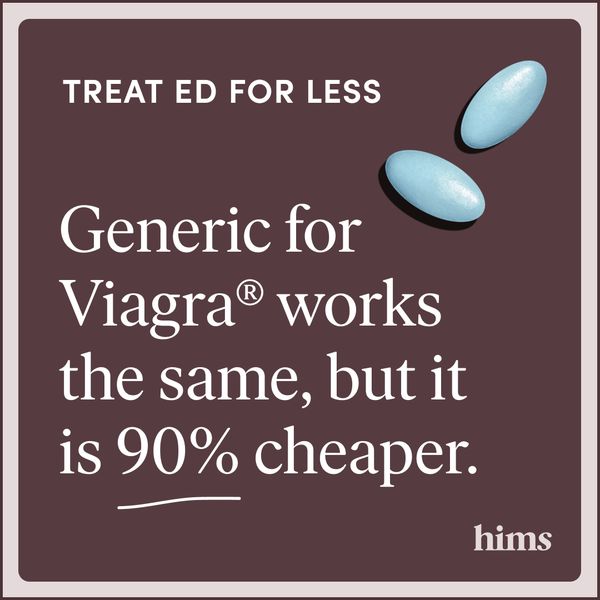 TREAT ED FOR LESS
Generic for
Viagra® works
the same, but it
is 90% cheaper.
hims